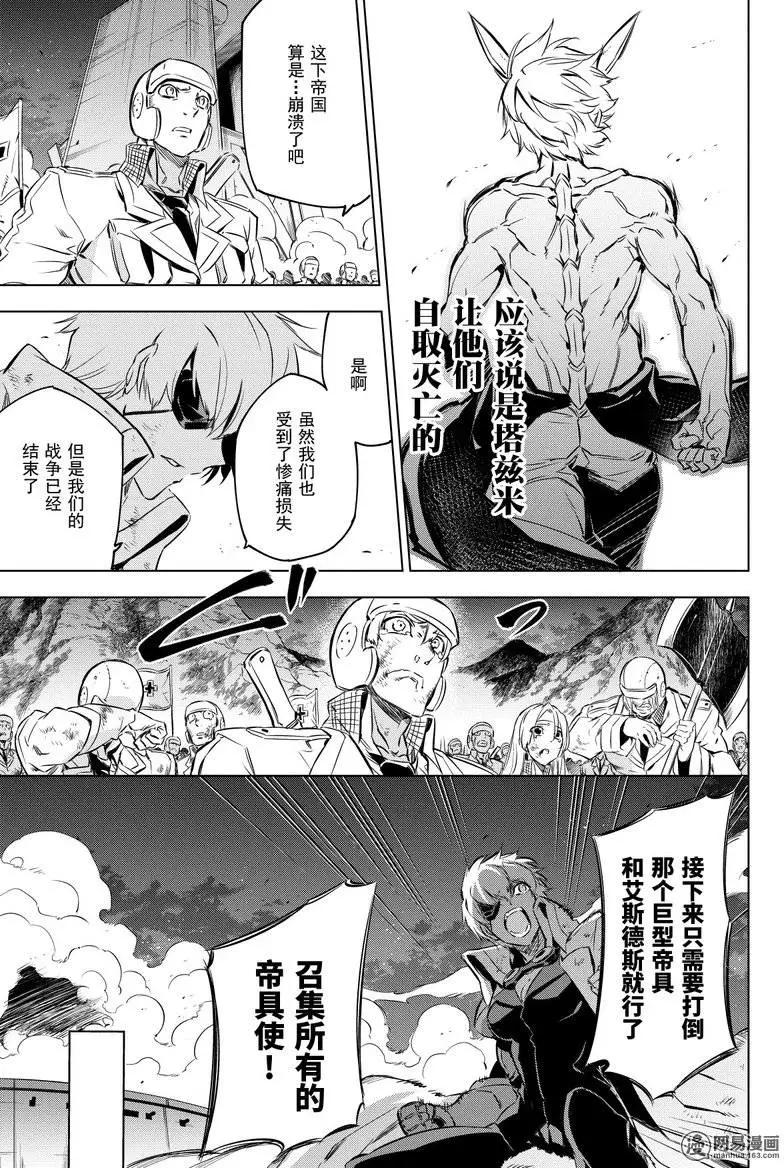 应该说是塔兹米
让他们
自取灭亡的
这下帝国
算是…崩溃了吧
是啊
虽然我们也
受到了惨痛损失
但是我们的
战争已经
结束了
接下来只需要打倒
那个巨型帝具
和艾斯德斯就行了
召集所有的
帝具使！
网易漫画
manhua.163.com